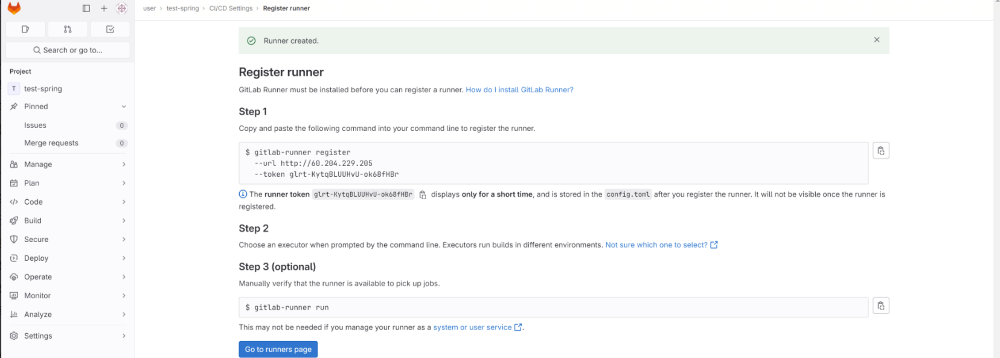 user › test-spring › CI/CD Settings › Register runner
Search or go to...
Project
T test-spring
Pinned
Issues 0
Merge requests 0
Manage
Plan
Code
Build
Secure
Deploy
Operate
Monitor
Analyze
Settings
Runner created.
Register runner
GitLab Runner must be installed before you can register a runner. How do I install GitLab Runner?
Step 1
Copy and paste the following command into your command line to register the runner.
$ gitlab-runner register
--url http://60.204.229.205
--token glrt-KytqBLUUHvU-ok68fHBr
The runner token glrt-KytqBLUUHvU-ok68fHBr displays only for a short time, and is stored in the config.toml after you register the runner. It will not be visible once the runner is
registered.
Step 2
Choose an executor when prompted by the command line. Executors run builds in different environments. Not sure which one to select?
Step 3 (optional)
Manually verify that the runner is available to pick up jobs.
$ gitlab-runner run
This may not be needed if you manage your runner as a system or user service.
Go to runners page